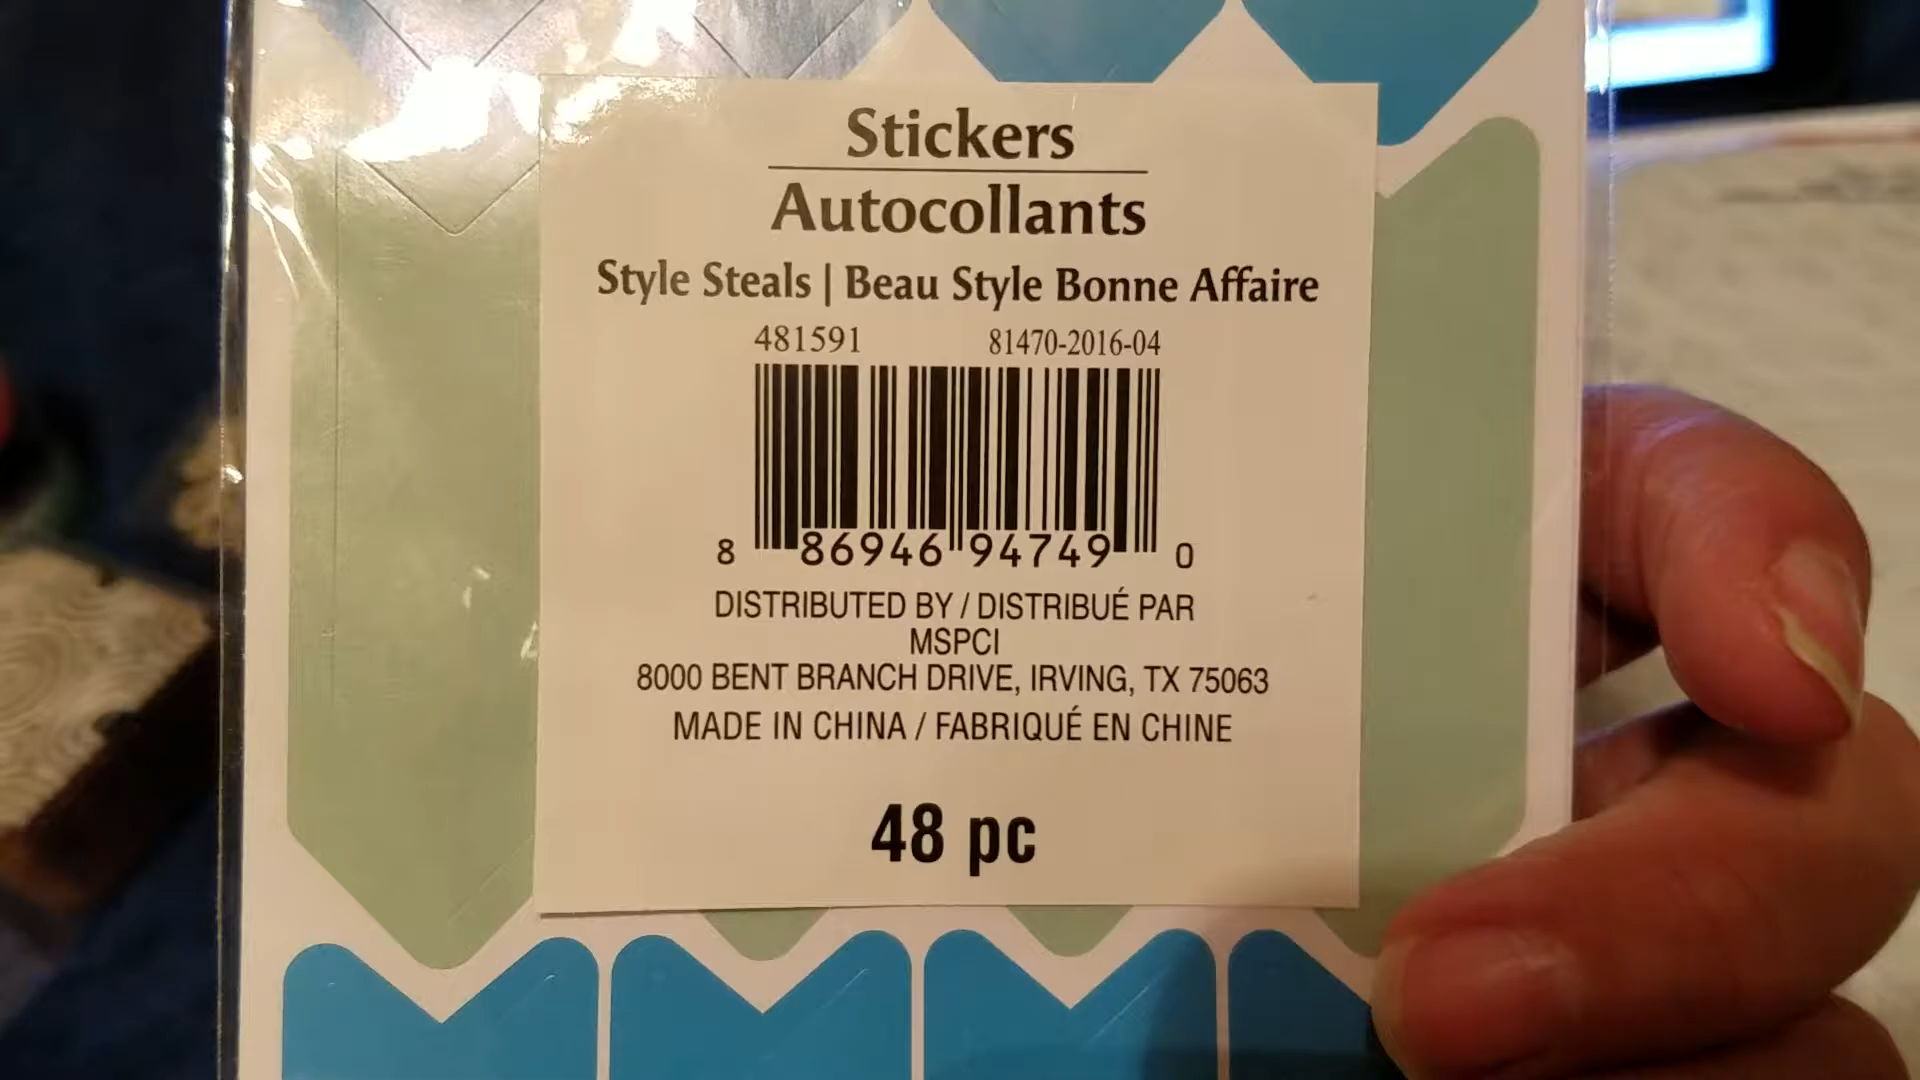 Stickers
Autocollants
Style Steals | Beau Style Bonne Affaire
481591 81470-2016-04
8 86946 94749 0
DISTRIBUTED BY / DISTRIBUÉ PAR
MSPCI
8000 BENT BRANCH DRIVE, IRVING, TX 75063
MADE IN CHINA / FABRIQUÉ EN CHINE
48 pc